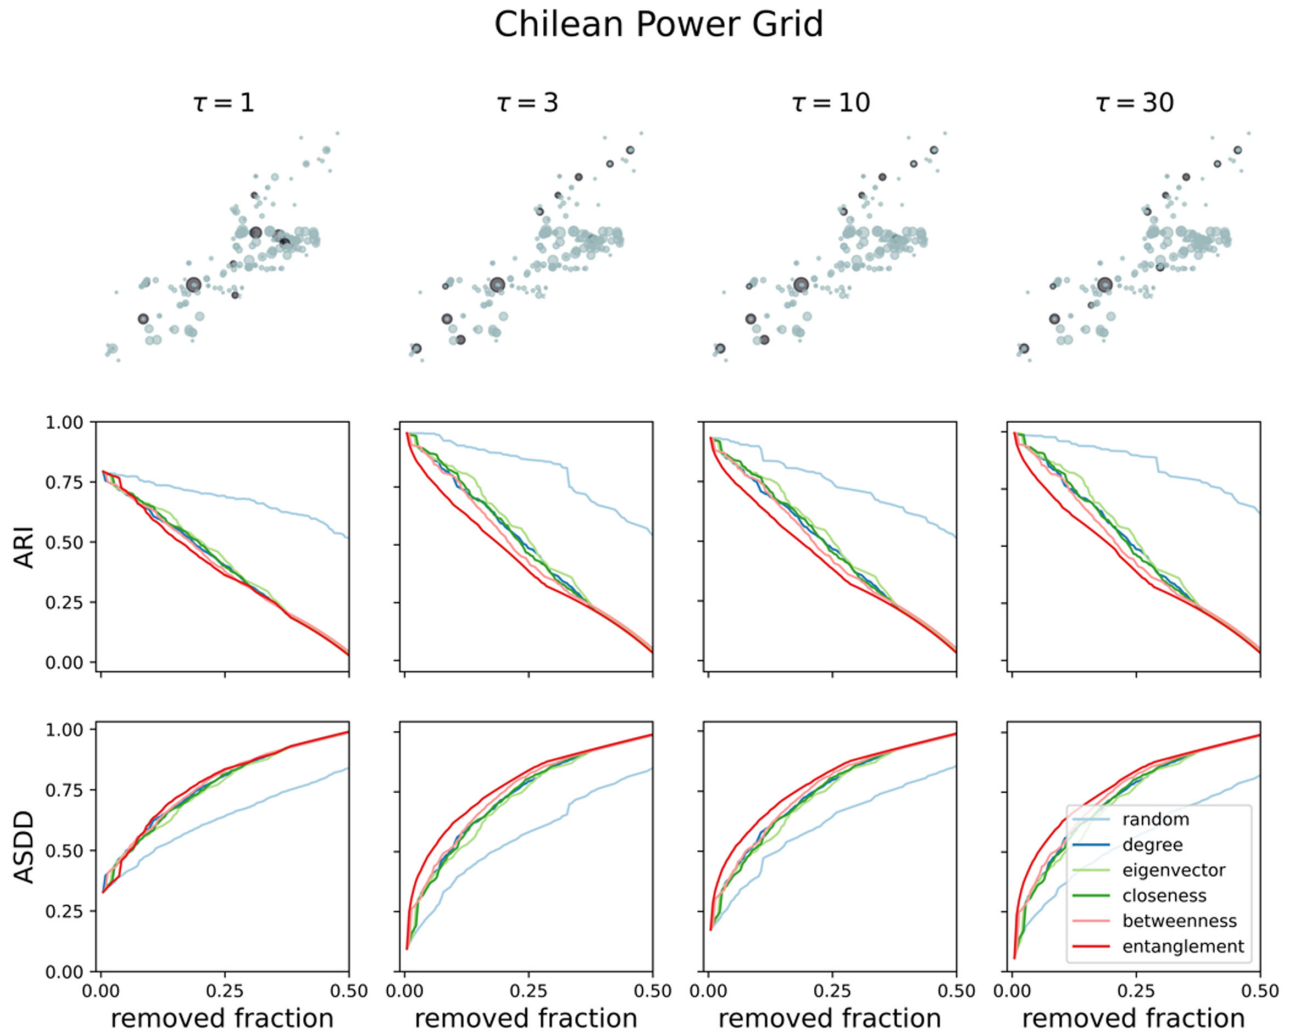 Chilean Power Grid
τ = 1
τ = 3
τ = 10
τ = 30
ARI
1.00
0.75
0.50
0.25
0.00
ASDD
1.00
0.75
0.50
0.25
0.00
random
degree
eigenvector
closeness
betweenness
entanglement
0.00 0.25 0.50
0.00 0.25 0.50
0.00 0.25 0.50
0.00 0.25 0.50
removed fraction
removed fraction
removed fraction
removed fraction